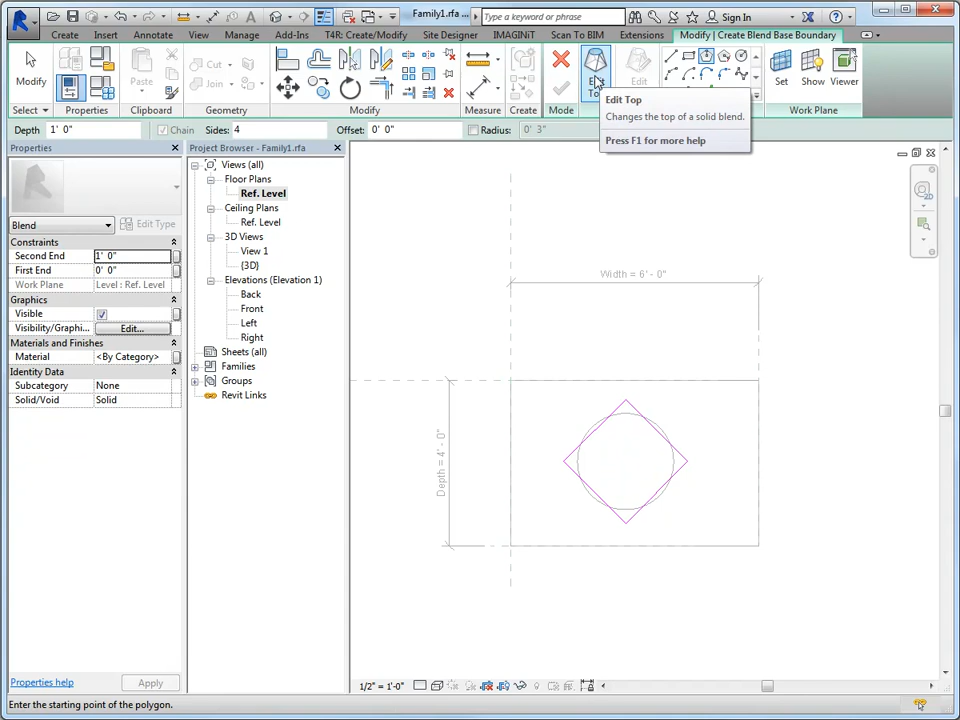 Family1.rfa
Type a keyword or phrase
Sign In
Create
Insert
Annotate
View
Manage
Add-Ins
T4R: Create/Modify
Site Designer
IMAGINiT
Scan To BIM
Extensions
Modify | Create Blend Base Boundary
Modify
Paste
Cut
Join
Edit
Set
Show
Viewer
Select
Properties
Clipboard
Geometry
Modify
Measure
Create
Mode
Work Plane
Edit Top
Changes the top of a solid blend.
Press F1 for more help
Depth 1' 0"
Chain
Sides: 4
Offset: 0' 0"
Radius: 0' 3"
Properties
Blend
Edit Type
Constraints
Second End 1' 0"
First End 0' 0"
Work Plane Level : Ref. Level
Graphics
Visible
Visibility/Graphi... Edit...
Materials and Finishes
Material <By Category>
Identity Data
Subcategory None
Solid/Void Solid
Properties help
Apply
Project Browser - Family1.rfa
Views (all)
Floor Plans
Ref. Level
Ceiling Plans
Ref. Level
3D Views
View 1
{3D}
Elevations (Elevation 1)
Back
Front
Left
Right
Sheets (all)
Families
Groups
Revit Links
Width = 6' - 0"
Depth = 4' - 0"
2D
1/2" = 1'-0"
Enter the starting point of the polygon.